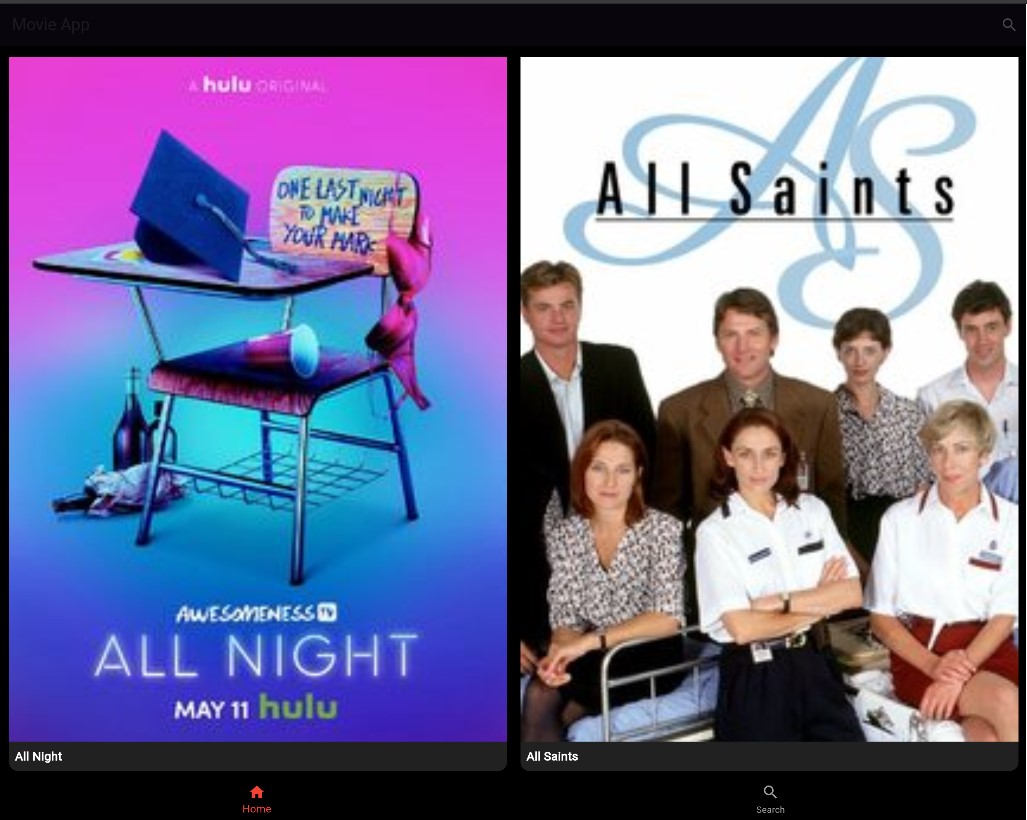 Movie App
A hulu ORIGINAL
ONE LAST NIGHT
TO MAKE
YOUR MARK
AWESOMENESS TV
ALL NIGHT
MAY 11 hulu
AS
All Saints
All Night
All Saints
Home
Search